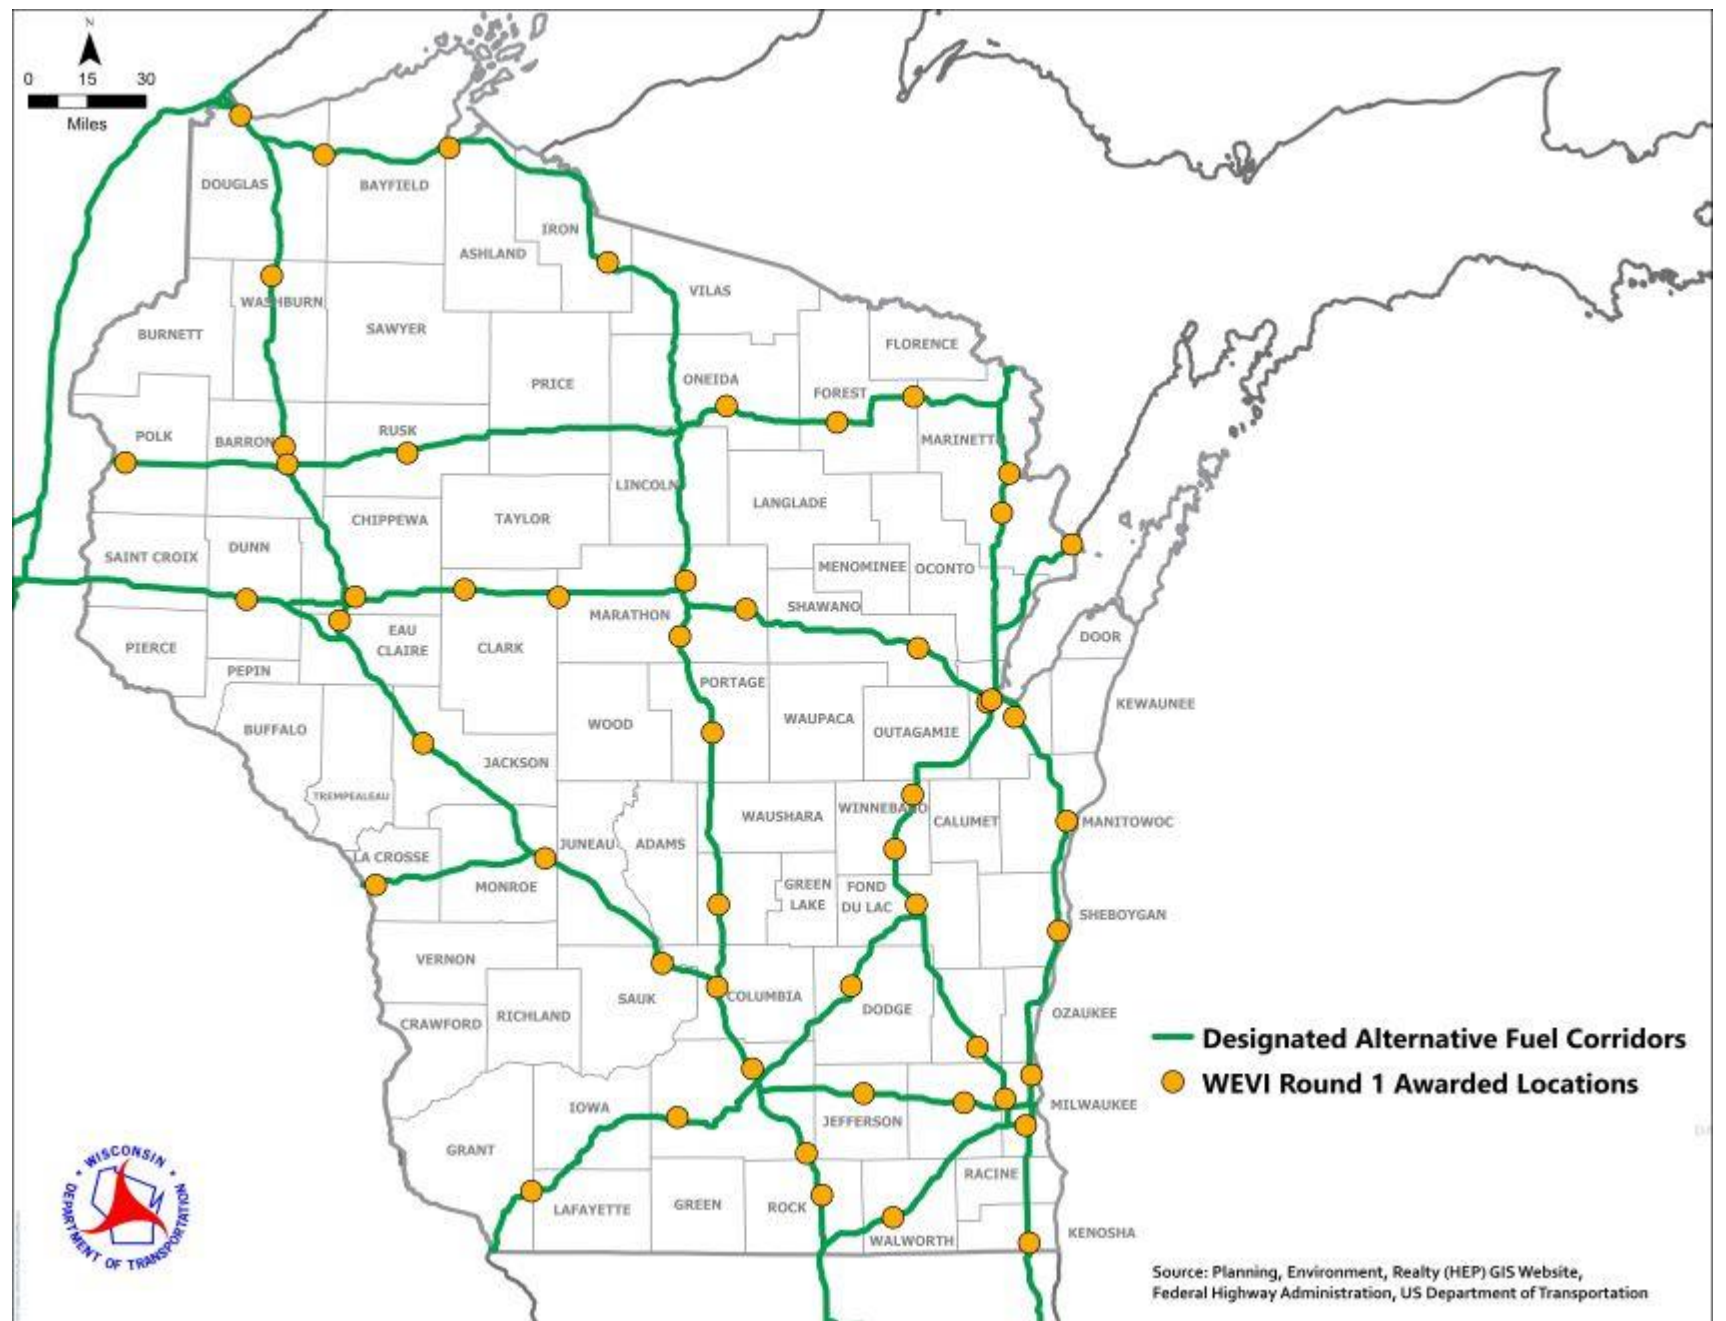 N
0 15 30
Miles
DOUGLAS
BAYFIELD
ASHLAND
IRON
VILAS
WASHBURN
BURNETT
SAWYER
FLORENCE
PRICE
ONEIDA
FOREST
POLK
BARRON
RUSK
MARINETT
LINCOLN
LANGLADE
CHIPPEWA
TAYLOR
SAINT CROIX
DUNN
MENOMINEE
OCONTO
SHAWANO
MARATHON
DOOR
PIERCE
EAU
CLAIRE
CLARK
PEPIN
PORTAGE
KEWAUNEE
BUFFALO
WOOD
WAUPACA
OUTAGAMIE
JACKSON
TREMPEALEAU
WINNEBAGO
WAUSHARA
CALUMET
MANITOWOC
LA CROSSE
JUNEAU
ADAMS
MONROE
GREEN
LAKE
FOND
DU LAC
SHEBOYGAN
VERNON
SAUK
COLUMBIA
DODGE
OZAUKEE
CRAWFORD
RICHLAND
Designated Alternative Fuel Corridors
WEVI Round 1 Awarded Locations
IOWA
JEFFERSON
MILWAUKEE
GRANT
RACINE
LAFAYETTE
GREEN
ROCK
WALWORTH
KENOSHA
WISCONSIN
DEPARTMENT OF TRANSPORTATION
Source: Planning, Environment, Realty (HEP) GIS Website,
Federal Highway Administration, US Department of Transportation